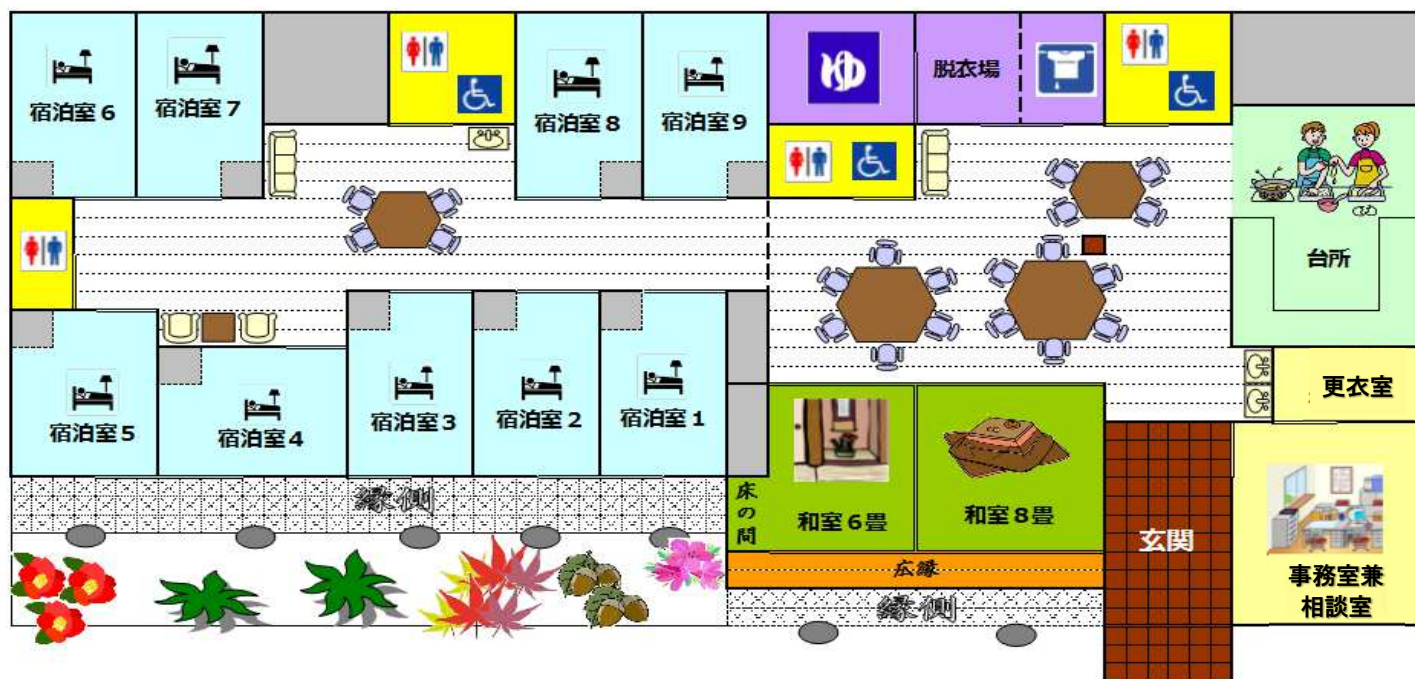 宿泊室6
宿泊室7
宿泊室8
宿泊室9
脱衣場
台所
更衣室
宿泊室5
宿泊室4
宿泊室3
宿泊室2
宿泊室1
縁側
床の間
和室6畳
和室8畳
広縁
縁側
玄関
事務室兼
相談室